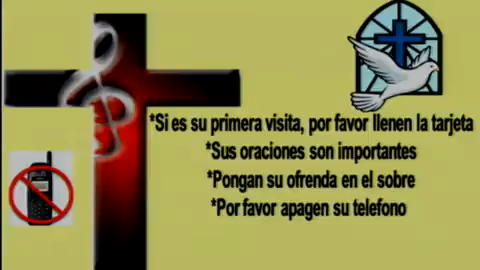 *Si es su primera visita, por favor llenen la tarjeta
*Sus oraciones son importantes
*Pongan su ofrenda en el sobre
*Por favor apagen su telefono